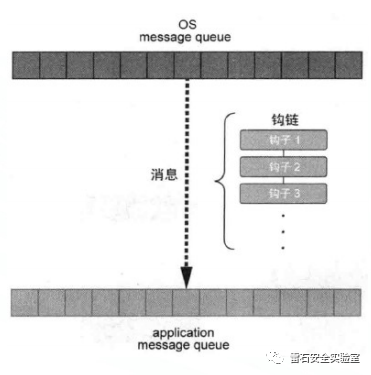 OS
message queue
钩链
钩子 1
钩子 2
钩子 3
消息
application
message queue
雷石安全实验室